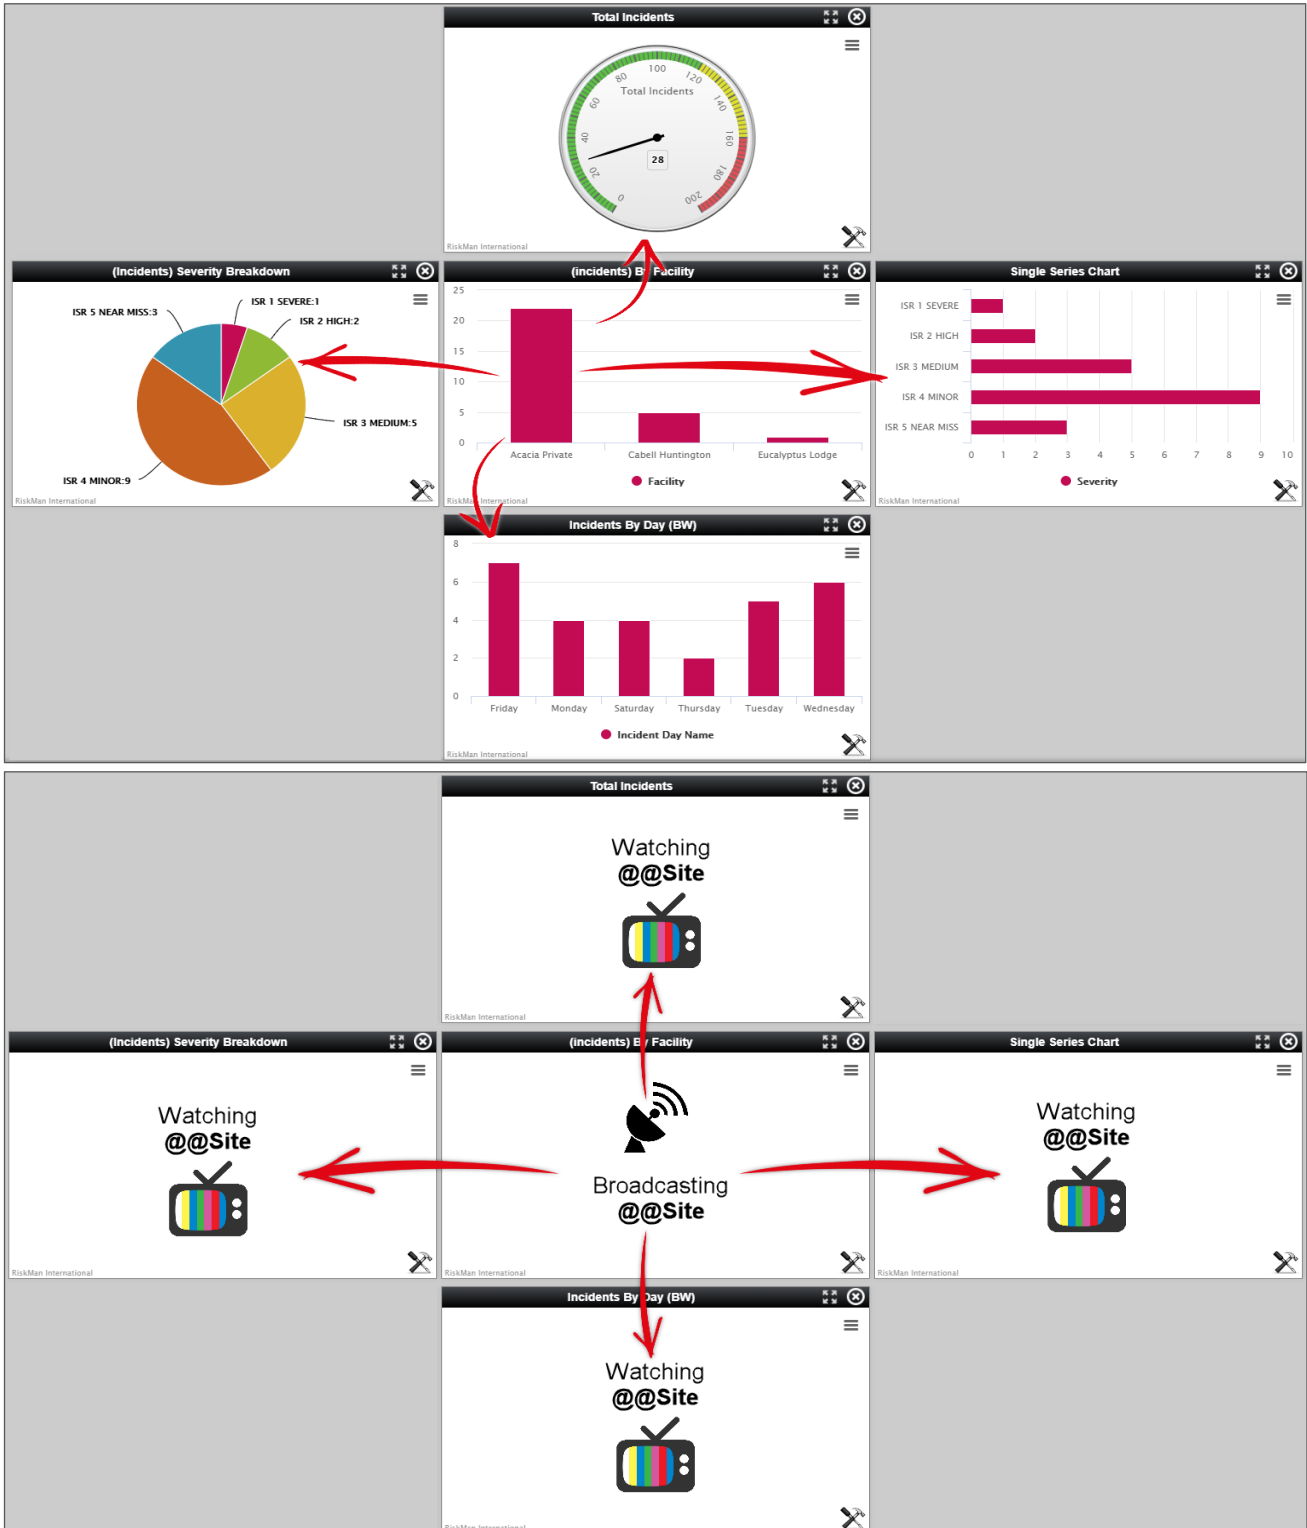 Total Incidents
0
20
40
60
80
100
120
140
160
180
200
Total Incidents
28
RiskMan International
(Incidents) Severity Breakdown
ISR 1 SEVERE:1
ISR 5 NEAR MISS:3
ISR 2 HIGH:2
ISR 3 MEDIUM:5
ISR 4 MINOR:9
RiskMan International
(incidents) By Facility
25
20
15
10
5
0
Acacia Private
Cabell Huntington
Eucalyptus Lodge
Facility
RiskMan International
Single Series Chart
ISR 1 SEVERE
ISR 2 HIGH
ISR 3 MEDIUM
ISR 4 MINOR
ISR 5 NEAR MISS
0 1 2 3 4 5 6 7 8 9 10
Severity
RiskMan International
Incidents By Day (BW)
8
6
4
2
0
Friday Monday Saturday Thursday Tuesday Wednesday
Incident Day Name
RiskMan International
Total Incidents
Watching
@@Site
RiskMan International
(Incidents) Severity Breakdown
Watching
@@Site
RiskMan International
(incidents) By Facility
Broadcasting
@@Site
RiskMan International
Single Series Chart
Watching
@@Site
RiskMan International
Incidents By Day (BW)
Watching
@@Site
RiskMan International